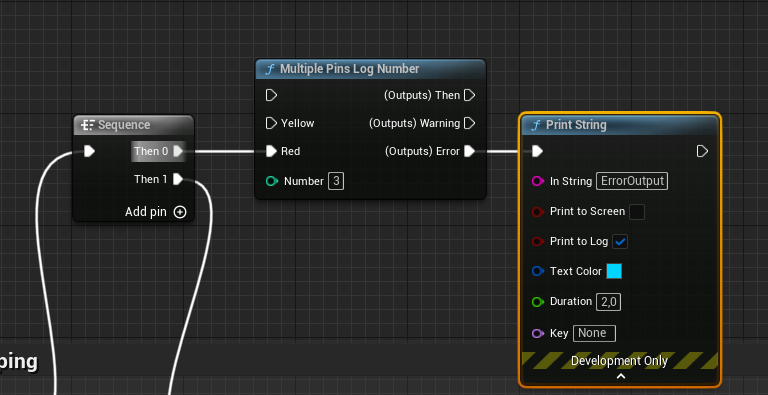 Multiple Pins Log Number
(Outputs) Then
Yellow (Outputs) Warning
Red (Outputs) Error
Number 3
Sequence
Then 0
Then 1
Add pin
Print String
In String ErrorOutput
Print to Screen
Print to Log
Text Color
Duration 2,0
Key None
Development Only
ping